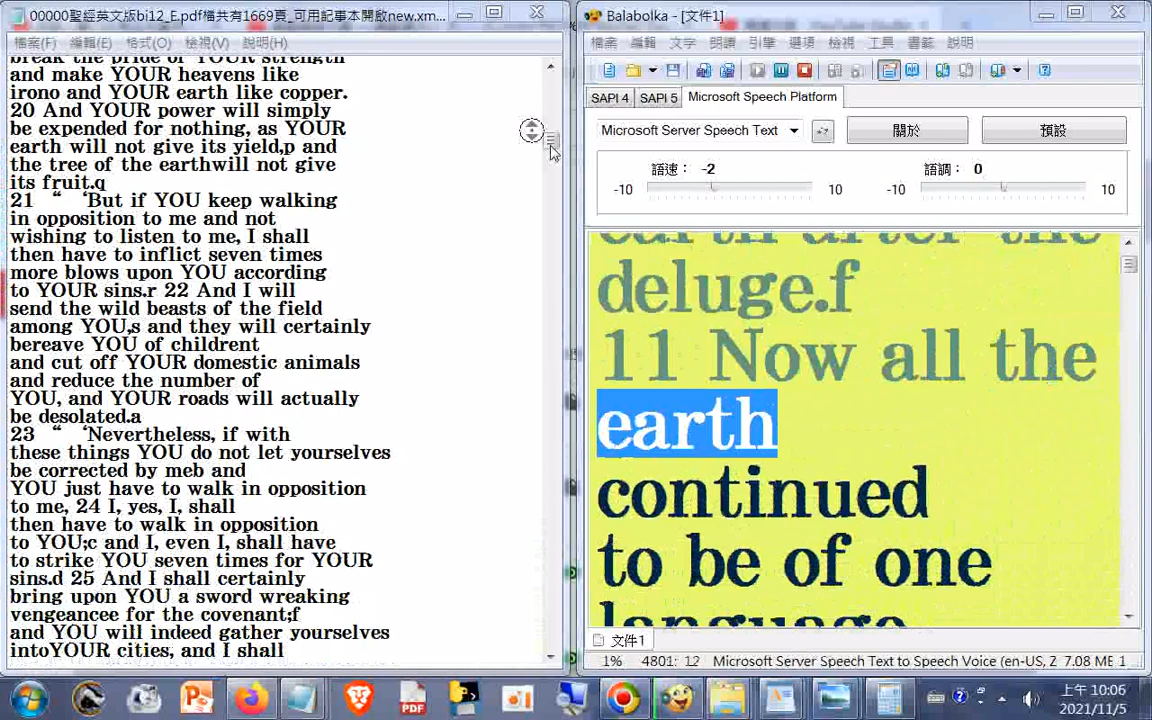 00000聖經英文版bi12_E.pdf檔共有1669頁_可用記事本開啟new.xm...
檔案(F) 編輯(E) 格式(O) 檢視(V) 說明(H)
break the pride of YOUR strength
and make YOUR heavens like
irono and YOUR earth like copper.
20 And YOUR power will simply
be expended for nothing, as YOUR
earth will not give its yield,p and
the tree of the earthwill not give
its fruit.q
21 “ ‘But if YOU keep walking
in opposition to me and not
wishing to listen to me, I shall
then have to inflict seven times
more blows upon YOU according
to YOUR sins.r 22 And I will
send the wild beasts of the field
among YOU,s and they will certainly
bereave YOU of childrent
and cut off YOUR domestic animals
and reduce the number of
YOU, and YOUR roads will actually
be desolated.a
23 “ ‘Nevertheless, if with
these things YOU do not let yourselves
be corrected by meb and
YOU just have to walk in opposition
to me, 24 I, yes, I, shall
then have to walk in opposition
to YOU;c and I, even I, shall have
to strike YOU seven times for YOUR
sins.d 25 And I shall certainly
bring upon YOU a sword wreaking
vengeancee for the covenant;f
and YOU will indeed gather yourselves
intoYOUR cities, and I shall
Balabolka - [文件1]
檔案 編輯 文字 朗讀 引擎 選項 檢視 工具 書籤 說明
SAPI 4 SAPI 5 Microsoft Speech Platform
Microsoft Server Speech Text 關於 預設
語速： -2 語調： 0
-10 10 -10 10
earth after the
deluge.f
11 Now all the
earth
continued
to be of one
language
文件1
1% 4801: 12 Microsoft Server Speech Text to Speech Voice (en-US, 2 7.08 ME 1
PDF
上午 10:06
2021/11/5